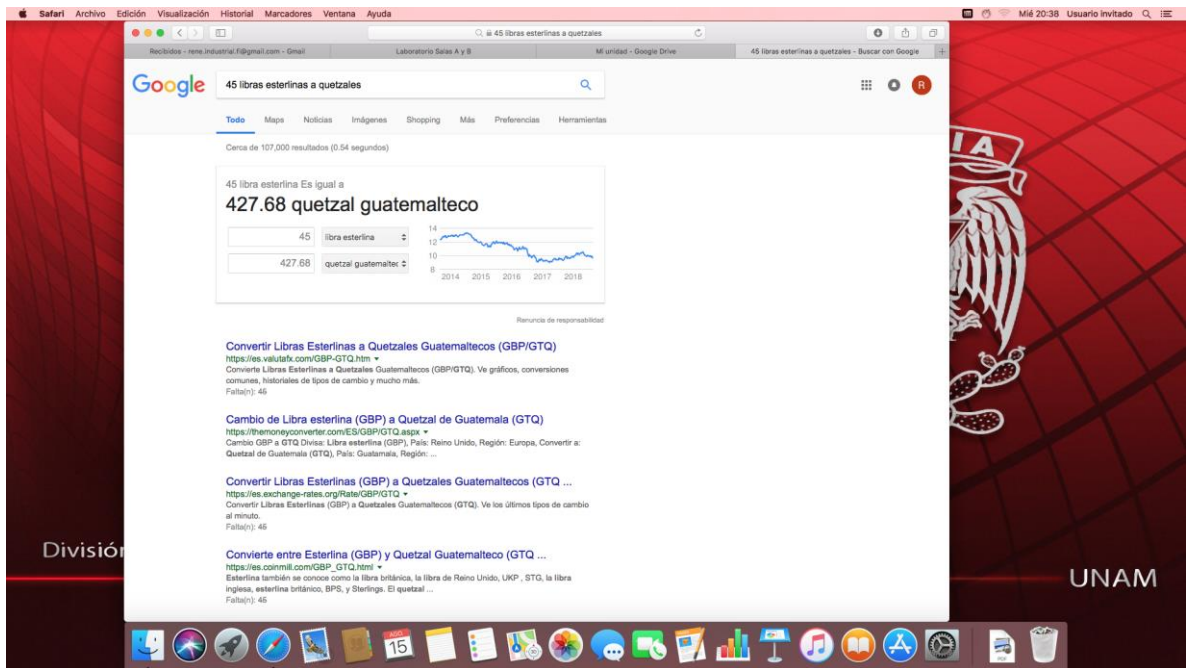 Safari Archivo Edición Visualización Historial Marcadores Ventana Ayuda
Mié 20:38 Usuario invitado
45 libras esterlinas a quetzales
Recibidos - rene.industrial.fi@gmail.com - Gmail
Laboratorio Salas A y B
Mi unidad - Google Drive
45 libras esterlinas a quetzales - Buscar con Google
Google
45 libras esterlinas a quetzales
R
Todo Maps Noticias Imágenes Shopping Más Preferencias Herramientas
Cerca de 107,000 resultados (0.54 segundos)
45 libra esterlina Es igual a
427.68 quetzal guatemalteco
45 libra esterlina
427.68 quetzal guatemaltec
14
12
10
8
2014 2015 2016 2017 2018
Renuncia de responsabilidad
Convertir Libras Esterlinas a Quetzales Guatemaltecos (GBP/GTQ)
https://es.valutafx.com/GBP-GTQ.htm
Convierte Libras Esterlinas a Quetzales Guatemaltecos (GBP/GTQ). Ve gráficos, conversiones
comunes, historiales de tipos de cambio y mucho más.
Falta(n): 45
Cambio de Libra esterlina (GBP) a Quetzal de Guatemala (GTQ)
https://themoneyconverter.com/ES/GBP/GTQ.aspx
Cambio GBP a GTQ Divisa: Libra esterlina (GBP), País: Reino Unido, Región: Europa, Convertir a:
Quetzal de Guatemala (GTQ), País: Guatamala, Región: ...
Convertir Libras Esterlinas (GBP) a Quetzales Guatemaltecos (GTQ ...
https://es.exchange-rates.org/Rate/GBP/GTQ
Convertir Libras Esterlinas (GBP) a Quetzales Guatemaltecos (GTQ). Ve los últimos tipos de cambio
al minuto.
Falta(n): 45
Convierte entre Esterlina (GBP) y Quetzal Guatemalteco (GTQ ...
https://es.coinmill.com/GBP_GTQ.html
Esterlina también se conoce como la libra británica, la libra de Reino Unido, UKP , STG, la libra
inglesa, esterlina británico, BPS, y Sterlings. El quetzal ...
Falta(n): 45
IA
División
UNAM
AGO
15